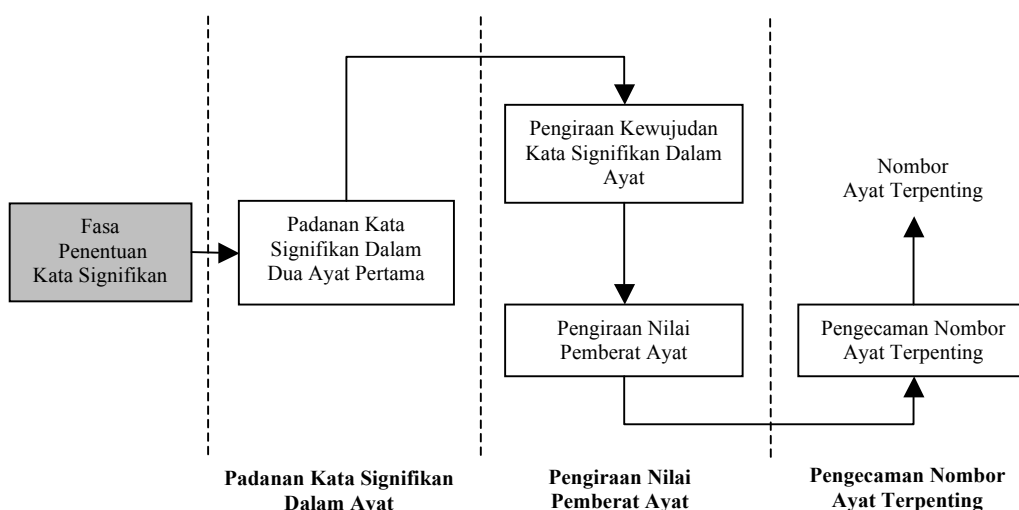 Fasa
Penentuan
Kata Signifikan
Padanan Kata
Signifikan Dalam
Dua Ayat Pertama
Pengiraan Kewujudan
Kata Signifikan Dalam
Ayat
Pengiraan Nilai
Pemberat Ayat
Nombor
Ayat Terpenting
Pengecaman Nombor
Ayat Terpenting
Padanan Kata Signifikan
Dalam Ayat
Pengiraan Nilai
Pemberat Ayat
Pengecaman Nombor
Ayat Terpenting